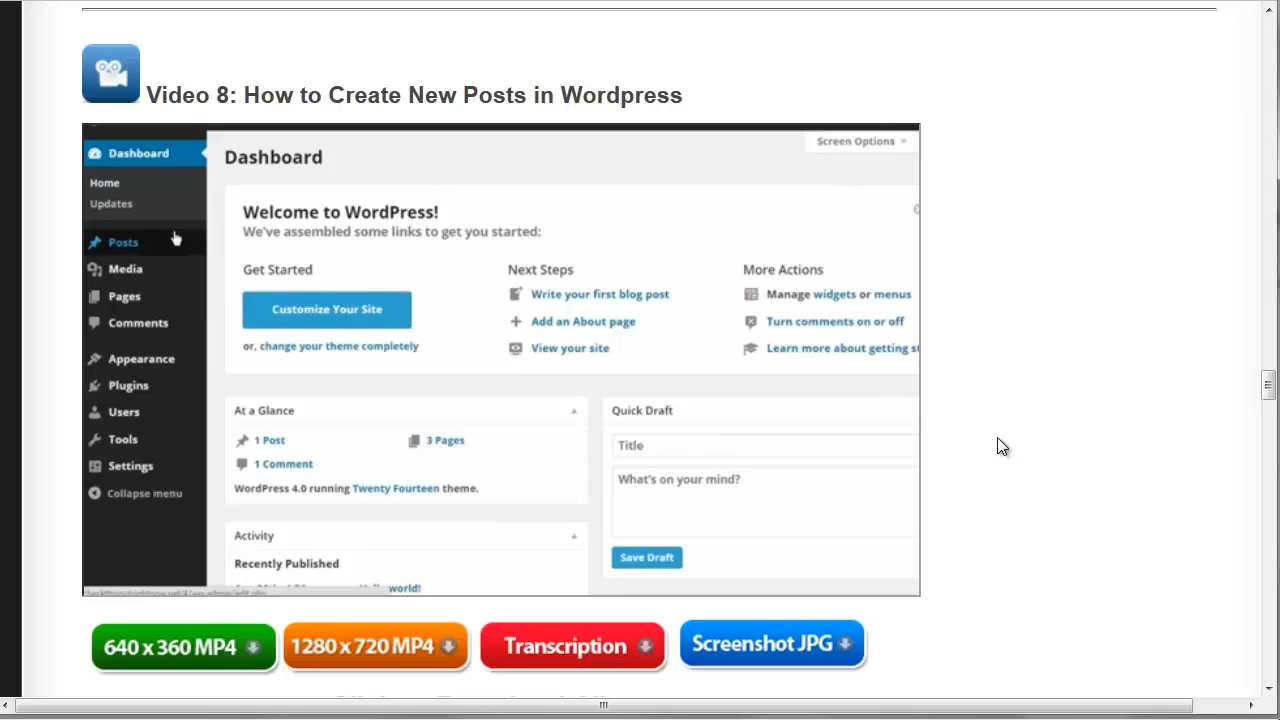 Video 8: How to Create New Posts in Wordpress
Dashboard
Home
Updates
Posts
Media
Pages
Comments
Appearance
Plugins
Users
Tools
Settings
Collapse menu
Screen Options
Dashboard
Welcome to WordPress!
We've assembled some links to get you started:
Get Started
Customize Your Site
or, change your theme completely
Next Steps
Write your first blog post
Add an About page
View your site
More Actions
Manage widgets or menus
Turn comments on or off
Learn more about getting st
At a Glance
1 Post
3 Pages
1 Comment
WordPress 4.0 running Twenty Fourteen theme.
Activity
Recently Published
world!
Quick Draft
Title
What's on your mind?
Save Draft
640 x 360 MP4
1280 x 720 MP4
Transcription
Screenshot JPG